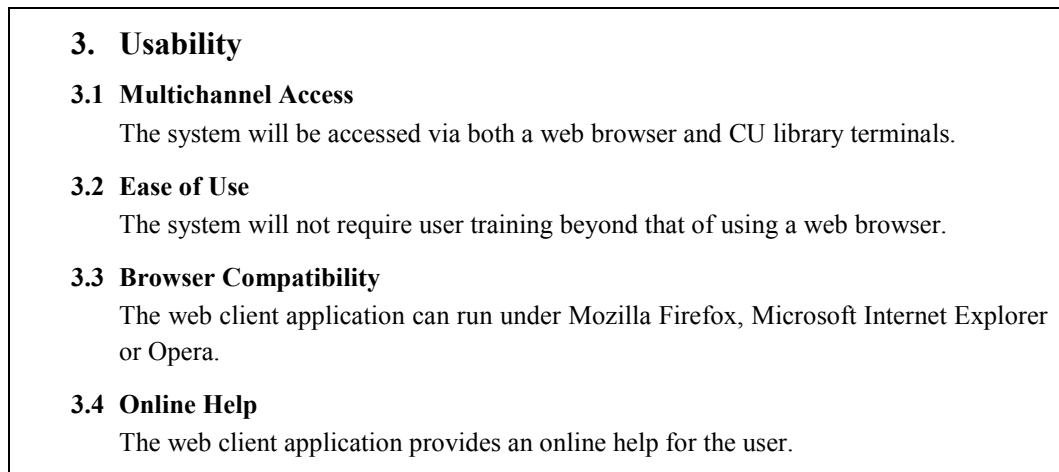 3. Usability
3.1 Multichannel Access
The system will be accessed via both a web browser and CU library terminals.
3.2 Ease of Use
The system will not require user training beyond that of using a web browser.
3.3 Browser Compatibility
The web client application can run under Mozilla Firefox, Microsoft Internet Explorer
or Opera.
3.4 Online Help
The web client application provides an online help for the user.